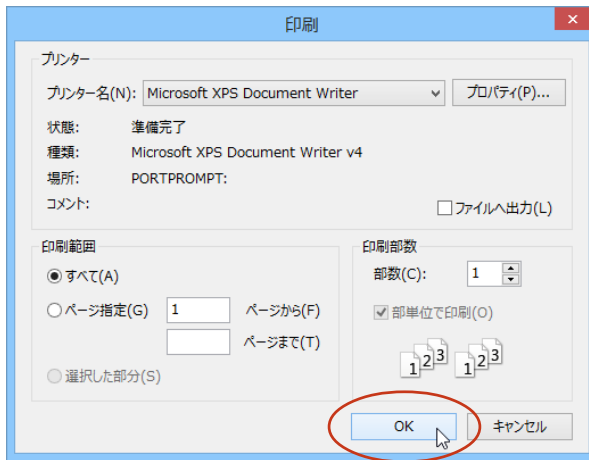 印刷
プリンター
プリンター名(N): Microsoft XPS Document Writer プロパティ(P)...
状態: 準備完了
種類: Microsoft XPS Document Writer v4
場所: PORTPROMPT:
コメント: ファイルへ出力(L)
印刷範囲
すべて(A)
ページ指定(G) 1 ページから(F)
ページまで(T)
選択した部分(S)
印刷部数
部数(C): 1
部単位で印刷(O)
1 2 3 1 2 3
OK キャンセル